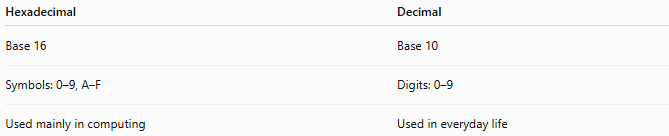 Hexadecimal Decimal
Base 16 Base 10
Symbols: 0–9, A–F Digits: 0–9
Used mainly in computing Used in everyday life